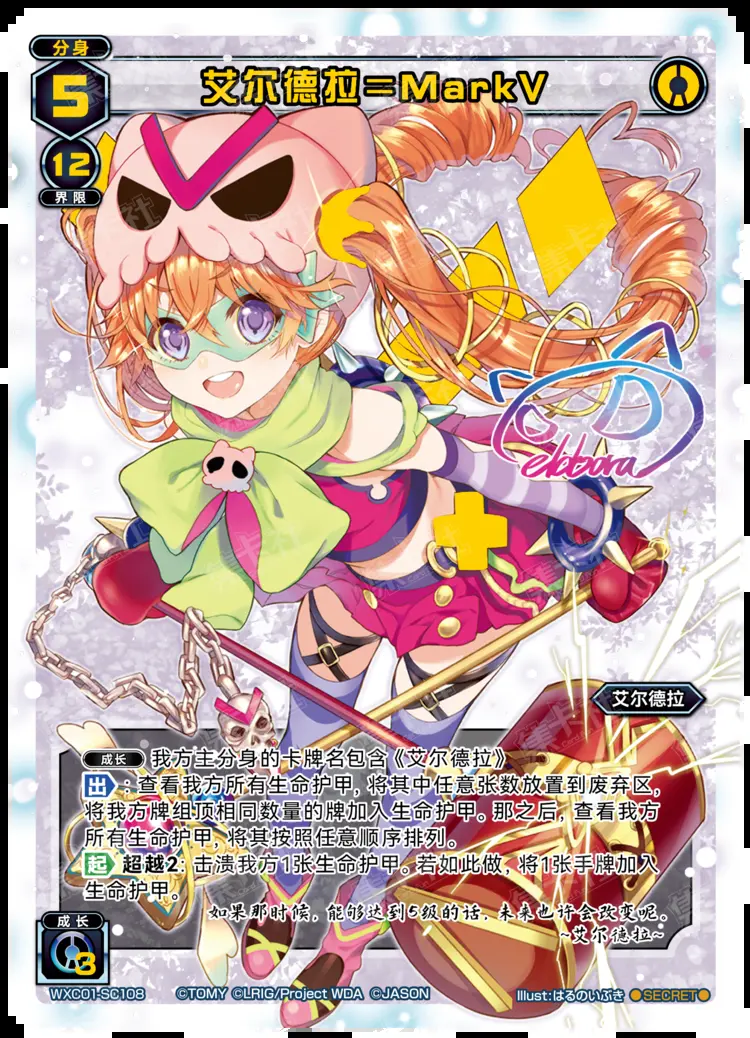 分身
5
艾尔德拉=MarkV
12
界限
Debbora
艾尔德拉
成长 我方主分身的卡牌名包含《艾尔德拉》
出：查看我方所有生命护甲，将其中任意张数放置到废弃区，
将我方牌组顶相同数量的牌加入生命护甲。那之后，查看我方
所有生命护甲，将其按照任意顺序排列。
起 超越2：击溃我方1张生命护甲。若如此做，将1张手牌加入
生命护甲。
如果那时候，能够达到5级的话，未来也许会改变呢。
~艾尔德拉~
成长
3
WXC01-SC108 ©TOMY ©LRIG/Project WDA ©JASON Illust:はるのいぶき ●SECRET●